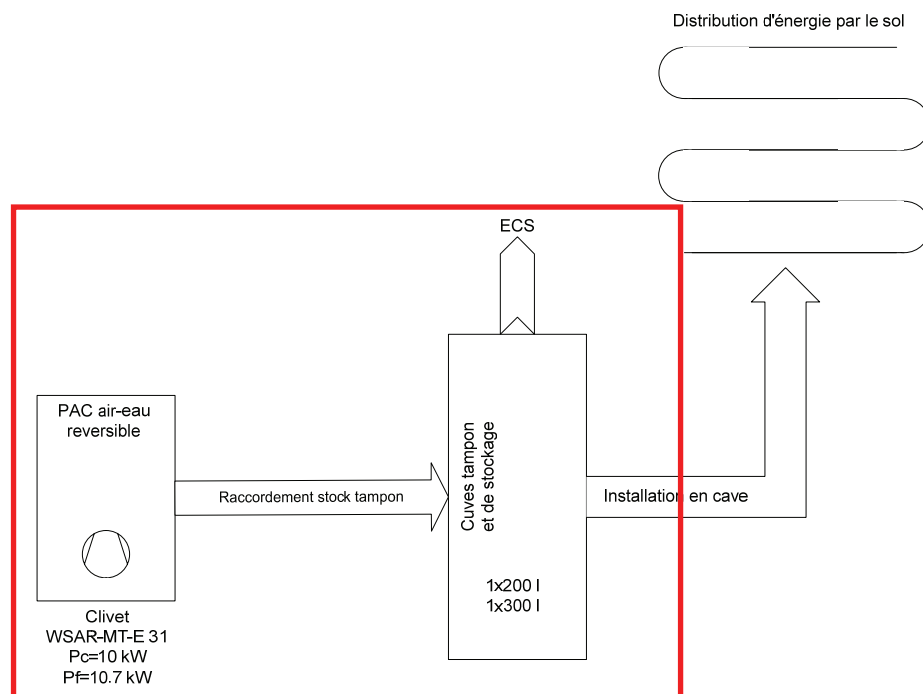 Distribution d'énergie par le sol
ECS
PAC air-eau
reversible
Raccordement stock tampon
Cuves tampon
et de stockage
Installation en cave
1x200 l
1x300 l
Clivet
WSAR-MT-E 31
Pc=10 kW
Pf=10.7 kW